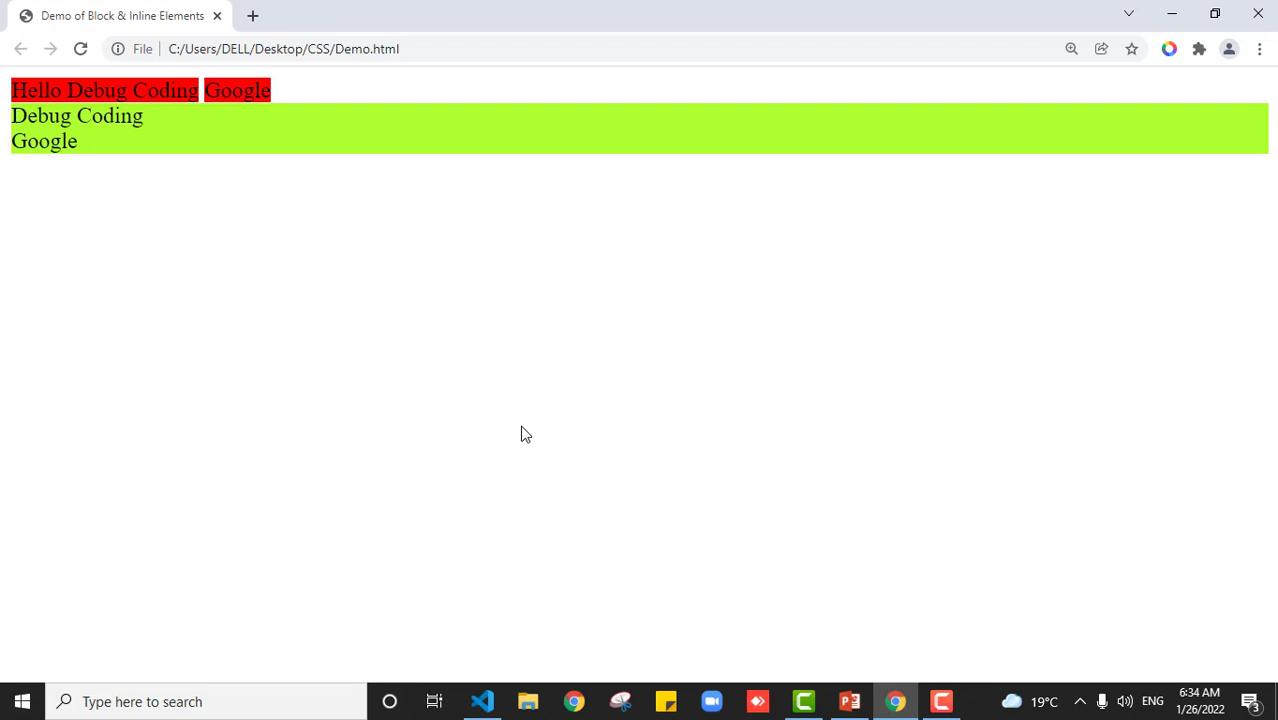 Demo of Block & Inline Elements
File C:/Users/DELL/Desktop/CSS/Demo.html
Hello Debug Coding Google
Debug Coding
Google
Type here to search
19°C
ENG
6:34 AM
1/26/2022
3